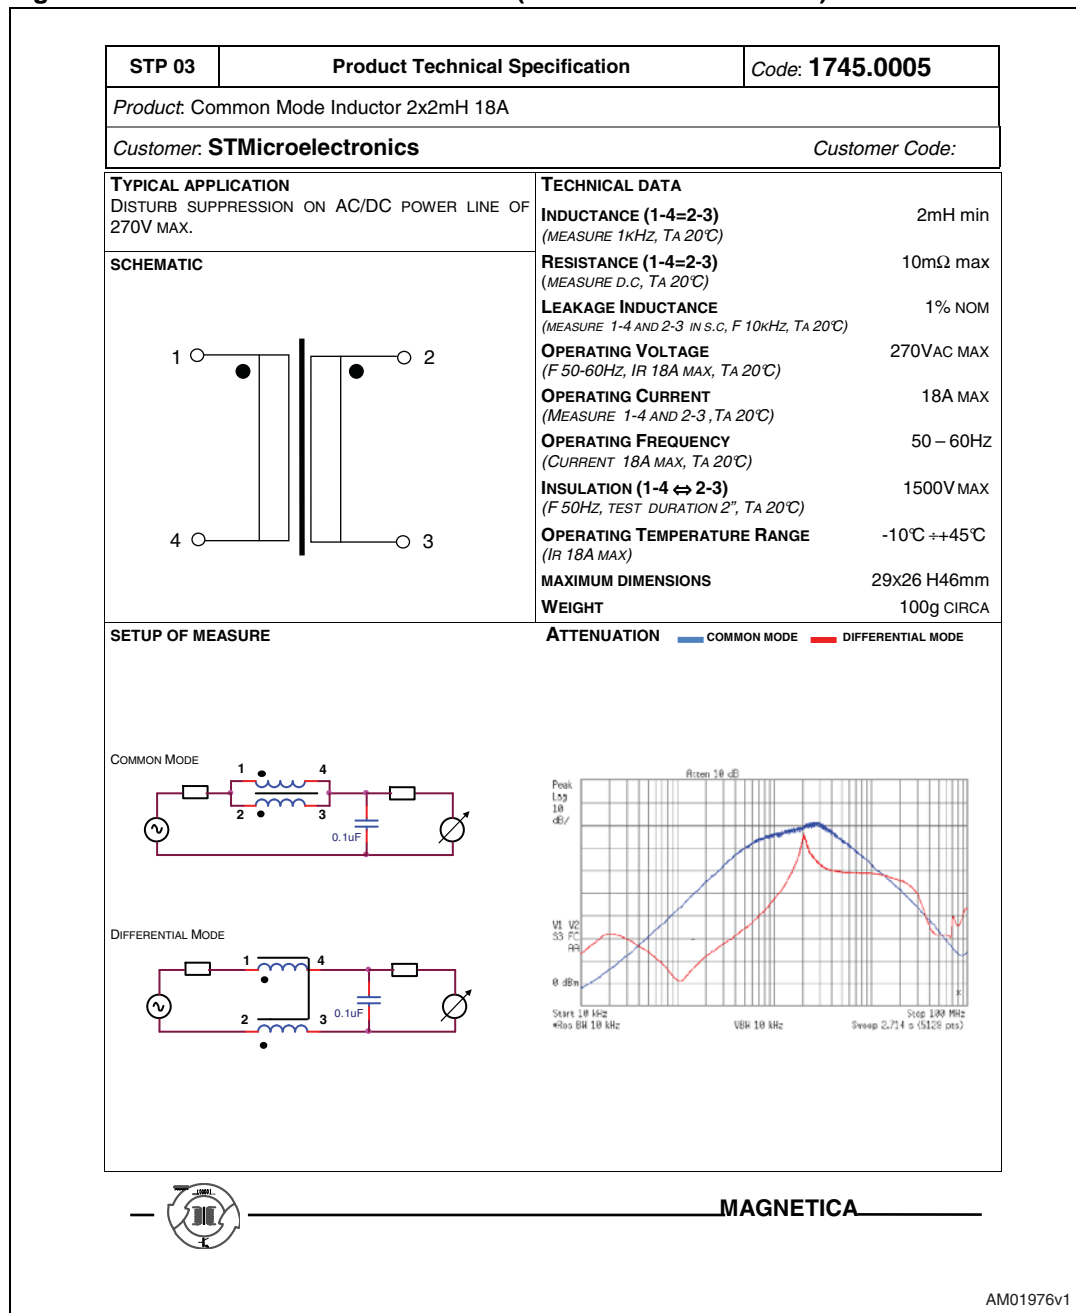 STP 03
Product Technical Specification
Code: 1745.0005
Product: Common Mode Inductor 2x2mH 18A
Customer: STMicroelectronics
Customer Code:
TYPICAL APPLICATION
DISTURB SUPPRESSION ON AC/DC POWER LINE OF
270V MAX.
SCHEMATIC
1
2
4
3
TECHNICAL DATA
INDUCTANCE (1-4=2-3)
2mH min
(MEASURE 1KHZ, TA 20°C)
RESISTANCE (1-4=2-3)
10mΩ max
(MEASURE D.C, TA 20°C)
LEAKAGE INDUCTANCE
1% NOM
(MEASURE 1-4 AND 2-3 IN S.C, F 10KHZ, TA 20°C)
OPERATING VOLTAGE
270VAC MAX
(F 50-60HZ, IR 18A MAX, TA 20°C)
OPERATING CURRENT
18A MAX
(MEASURE 1-4 AND 2-3 ,TA 20°C)
OPERATING FREQUENCY
50 – 60HZ
(CURRENT 18A MAX, TA 20°C)
INSULATION (1-4 ⇔ 2-3)
1500V MAX
(F 50HZ, TEST DURATION 2”, TA 20°C)
OPERATING TEMPERATURE RANGE
-10°C ÷+45°C
(IR 18A MAX)
MAXIMUM DIMENSIONS
29X26 H46mm
WEIGHT
100g CIRCA
SETUP OF MEASURE
COMMON MODE
1
4
2
3
0.1uF
DIFFERENTIAL MODE
1
4
2
3
0.1uF
ATTENUATION
COMMON MODE
DIFFERENTIAL MODE
Atten 10 dB
Peak
Log
10
dB/
V1 V2
S3 FC
AA
0 dBm
Start 10 kHz
Stop 100 MHz
*Res BW 10 kHz
VBW 10 kHz
Sweep 2.714 s (5128 pts)
MAGNETICA
AM01976v1